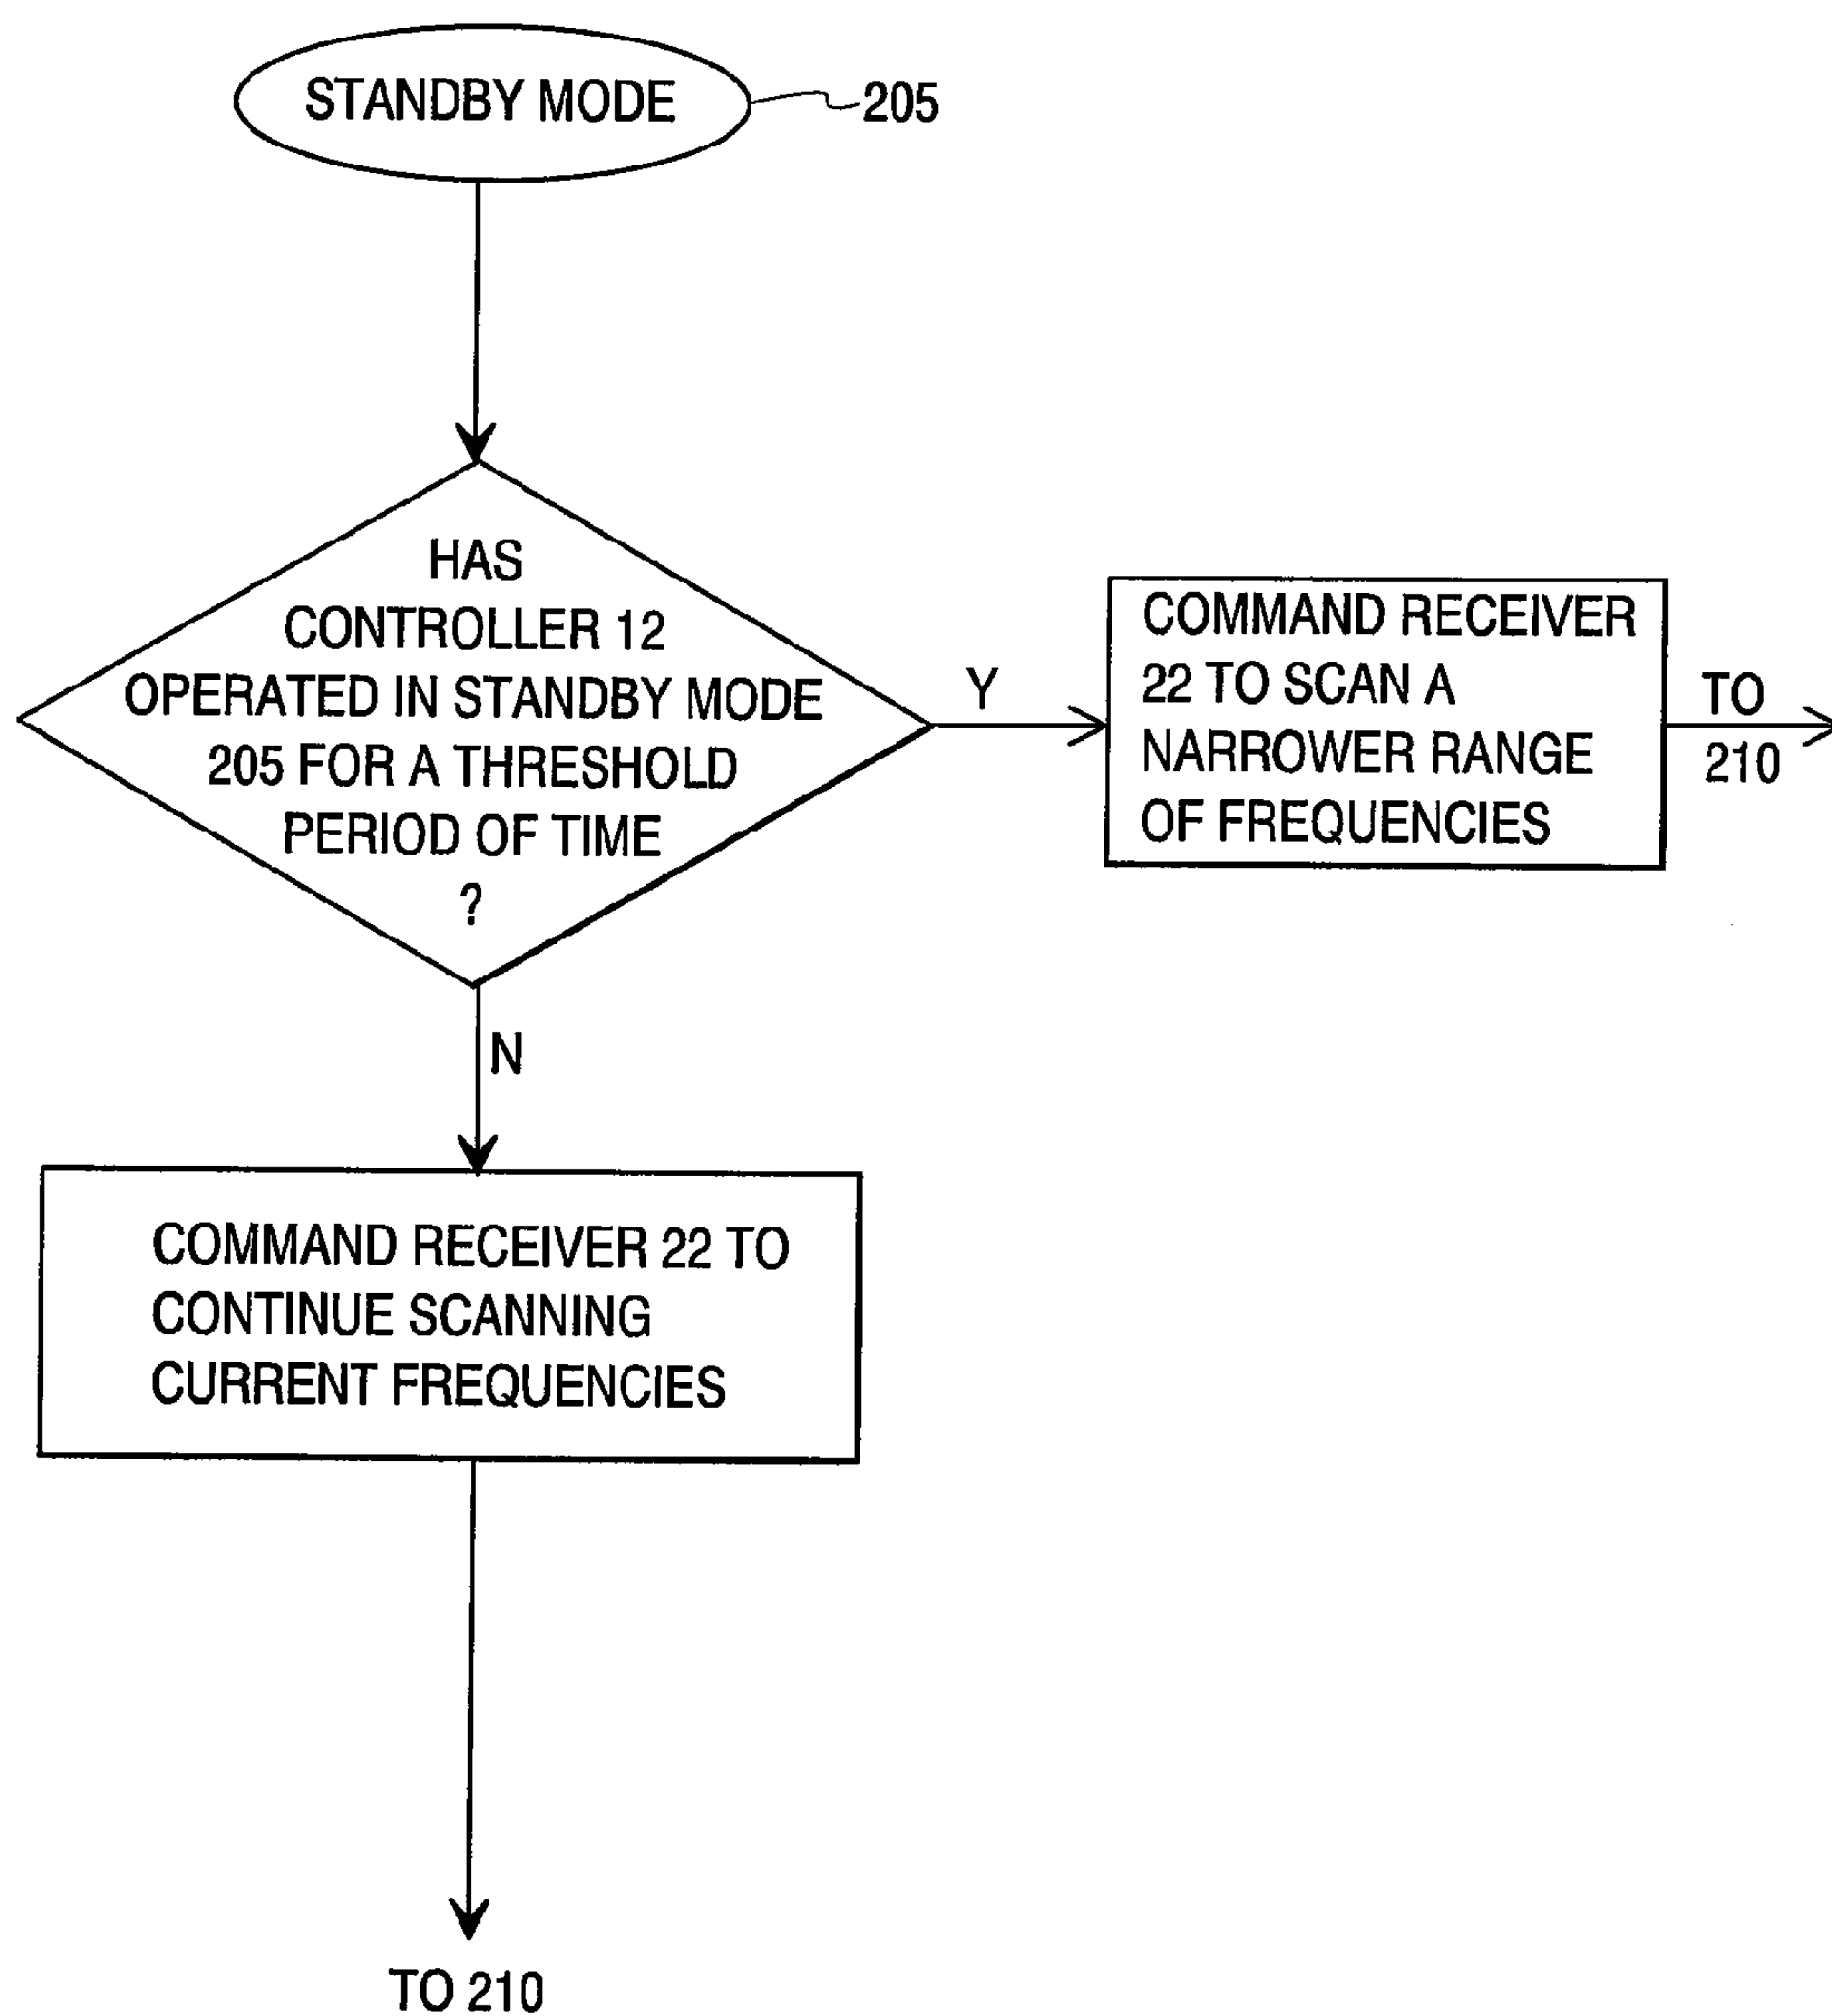 STANDBY MODE
205
HAS
CONTROLLER 12
OPERATED IN STANDBY MODE
205 FOR A THRESHOLD
PERIOD OF TIME
?
Y
COMMAND RECEIVER
22 TO SCAN A
NARROWER RANGE
OF FREQUENCIES
TO
210
N
COMMAND RECEIVER 22 TO
CONTINUE SCANNING
CURRENT FREQUENCIES
TO 210